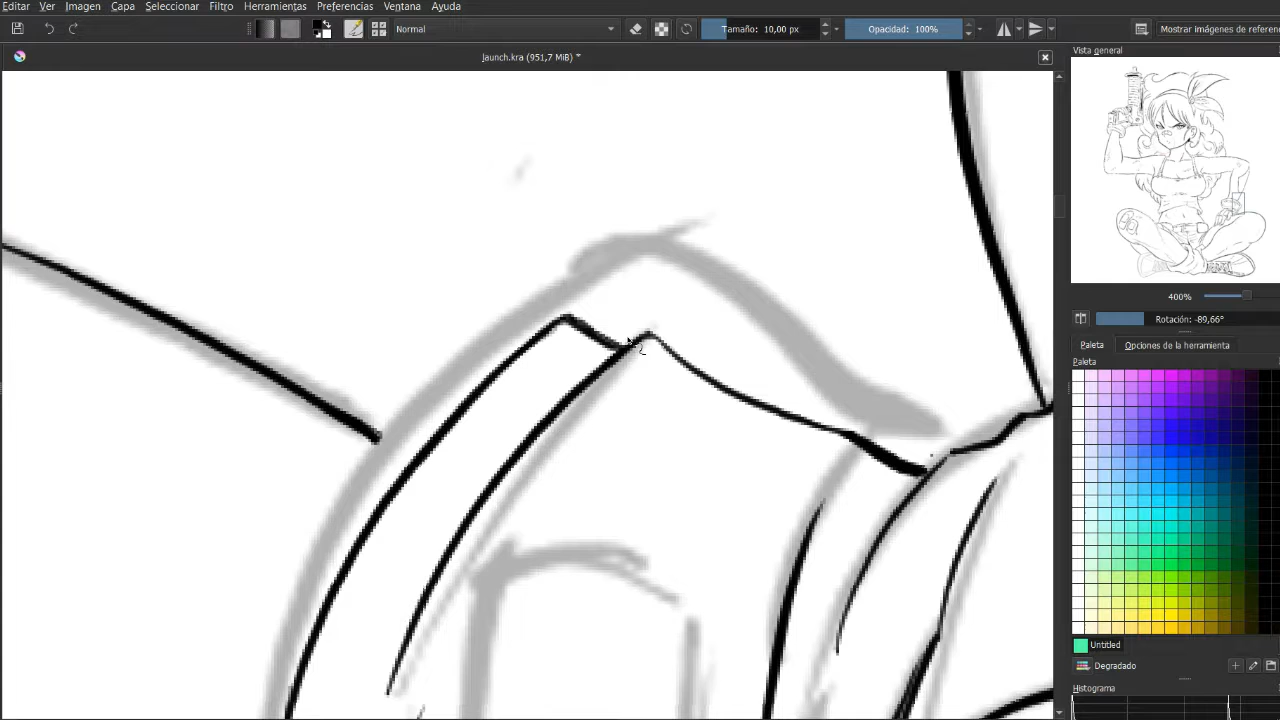 Editar Ver Imagen Capa Seleccionar Filtro Herramientas Preferencias Ventana Ayuda
Normal Tamaño: 10,00 px Opacidad: 100% Mostrar Imágenes de referen
launch.kra (951,7 MiB) *
Vista general
400%
Rotación: -89,66°
Paleta Opciones de la herramienta
Paleta
Untitled
Degradado
Histograma